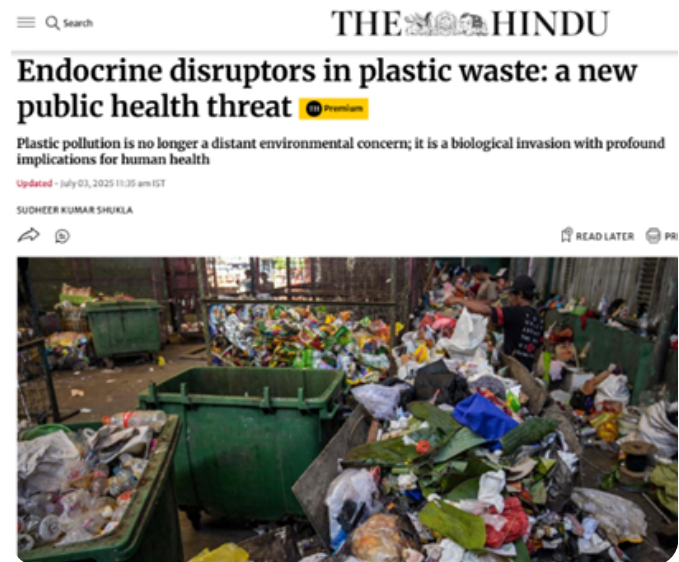 Search
THE HINDU
Endocrine disruptors in plastic waste: a new
public health threat TH Premium
Plastic pollution is no longer a distant environmental concern; it is a biological invasion with profound
implications for human health
Updated - July 03, 2025 11:35 am IST
SUDHEER KUMAR SHUKLA
READ LATER PRI